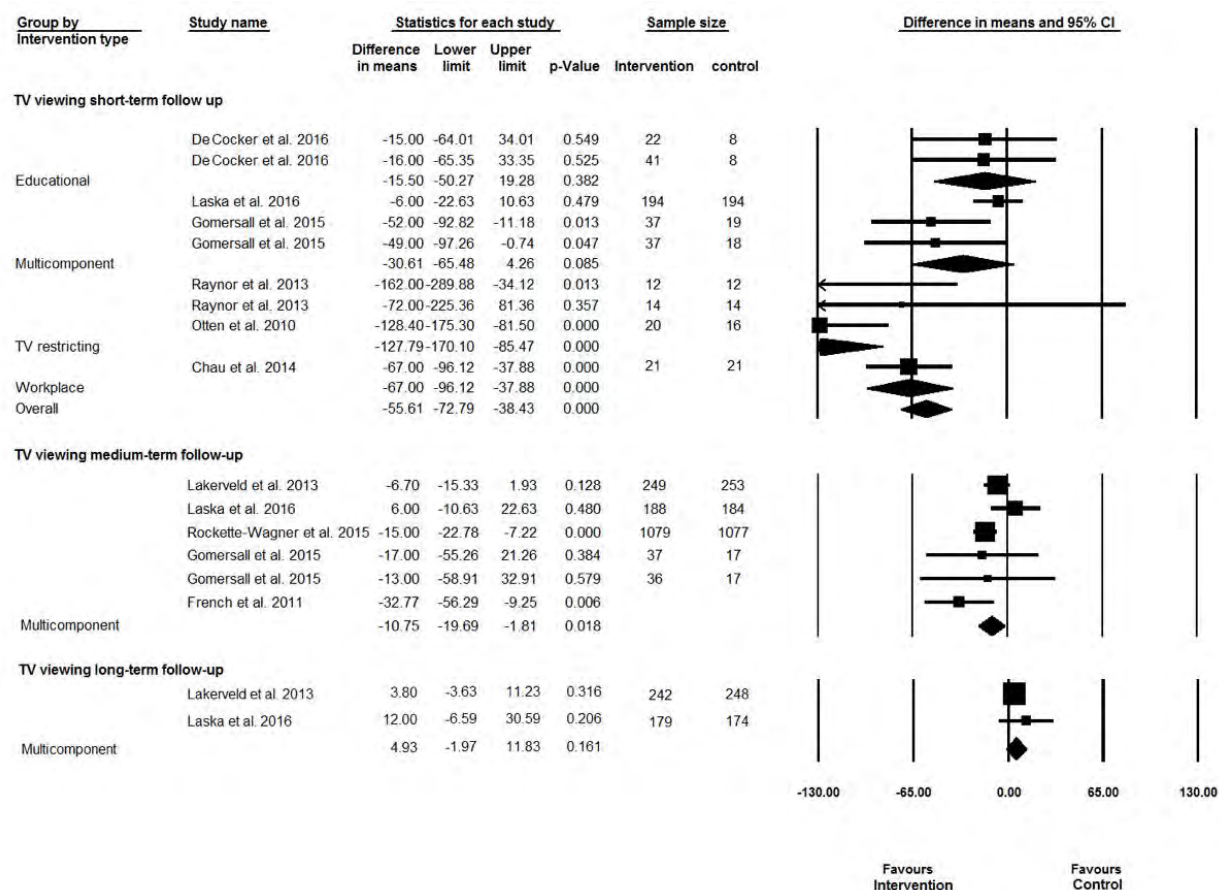 Group by Study name Statistics for each study Sample size Difference in means and 95% CI
Intervention type
Difference Lower Upper
in means limit limit p-Value Intervention control
TV viewing short-term follow up
De Cocker et al. 2016 -15.00 -64.01 34.01 0.549 22 8
De Cocker et al. 2016 -16.00 -65.35 33.35 0.525 41 8
Educational -15.50 -50.27 19.28 0.382
Laska et al. 2016 -6.00 -22.63 10.63 0.479 194 194
Gomersall et al. 2015 -52.00 -92.82 -11.18 0.013 37 19
Gomersall et al. 2015 -49.00 -97.26 -0.74 0.047 37 18
Multicomponent -30.61 -65.48 4.26 0.085
Raynor et al. 2013 -162.00 -289.88 -34.12 0.013 12 12
Raynor et al. 2013 -72.00 -225.36 81.36 0.357 14 14
Otten et al. 2010 -128.40 -175.30 -81.50 0.000 20 16
TV restricting -127.79 -170.10 -85.47 0.000
Chau et al. 2014 -67.00 -96.12 -37.88 0.000 21 21
Workplace -67.00 -96.12 -37.88 0.000
Overall -55.61 -72.79 -38.43 0.000
TV viewing medium-term follow-up
Lakerveld et al. 2013 -6.70 -15.33 1.93 0.128 249 253
Laska et al. 2016 6.00 -10.63 22.63 0.480 188 184
Rockette-Wagner et al. 2015 -15.00 -22.78 -7.22 0.000 1079 1077
Gomersall et al. 2015 -17.00 -55.26 21.26 0.384 37 17
Gomersall et al. 2015 -13.00 -58.91 32.91 0.579 36 17
French et al. 2011 -32.77 -56.29 -9.25 0.006
Multicomponent -10.75 -19.69 -1.81 0.018
TV viewing long-term follow-up
Lakerveld et al. 2013 3.80 -3.63 11.23 0.316 242 248
Laska et al. 2016 12.00 -6.59 30.59 0.206 179 174
Multicomponent 4.93 -1.97 11.83 0.161
-130.00 -65.00 0.00 65.00 130.00
Favours Favours
Intervention Control